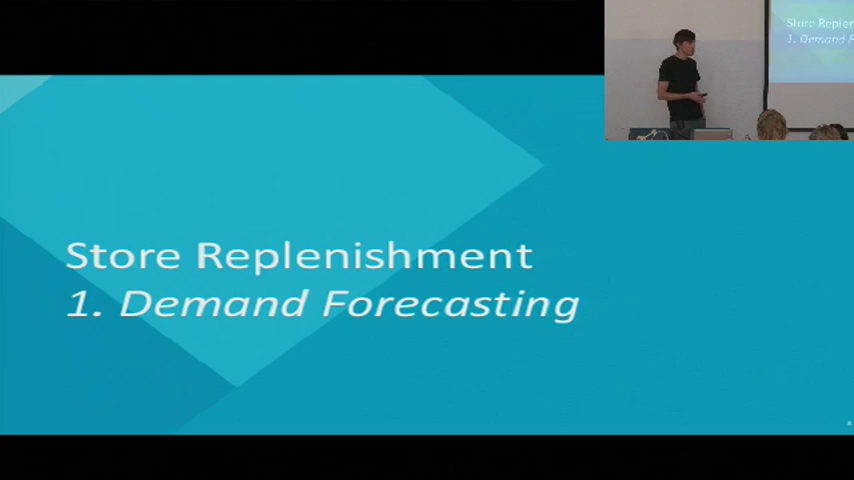 Store Replenishment
1. Demand Forecasting
Store Replen
1. Demand F